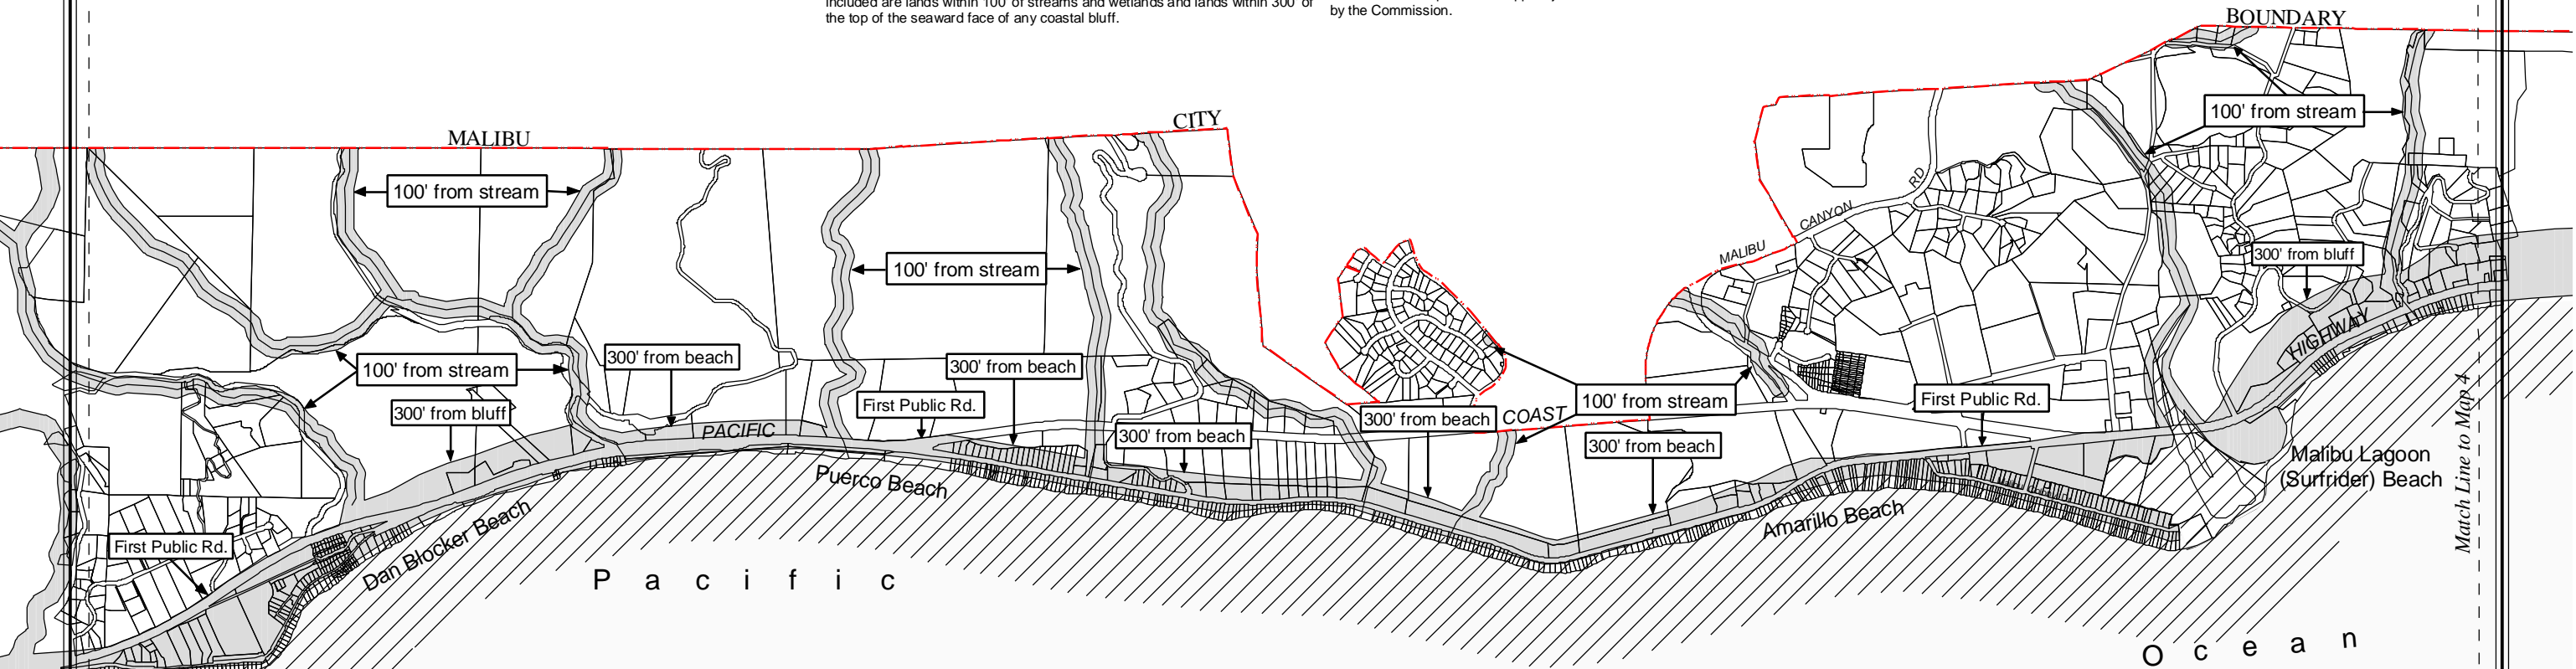 included are lands within 100' of streams and wetlands and lands within 300' of
the top of the seaward face of any coastal bluff.
by the Commission.
BOUNDARY
MALIBU
CITY
100' from stream
100' from stream
100' from stream
CANYON
RD
MALIBU
300' from bluff
HIGHWAY
100' from stream
300' from beach
300' from beach
100' from stream
300' from bluff
First Public Rd.
100' from stream
First Public Rd.
300' from beach
COAST
PACIFIC
300' from beach
300' from beach
Malibu Lagoon
(Surfrider) Beach
Match Line to Map 4
Puerco Beach
Amarillo Beach
Dan Blocker Beach
First Public Rd.
Pacific
Ocean